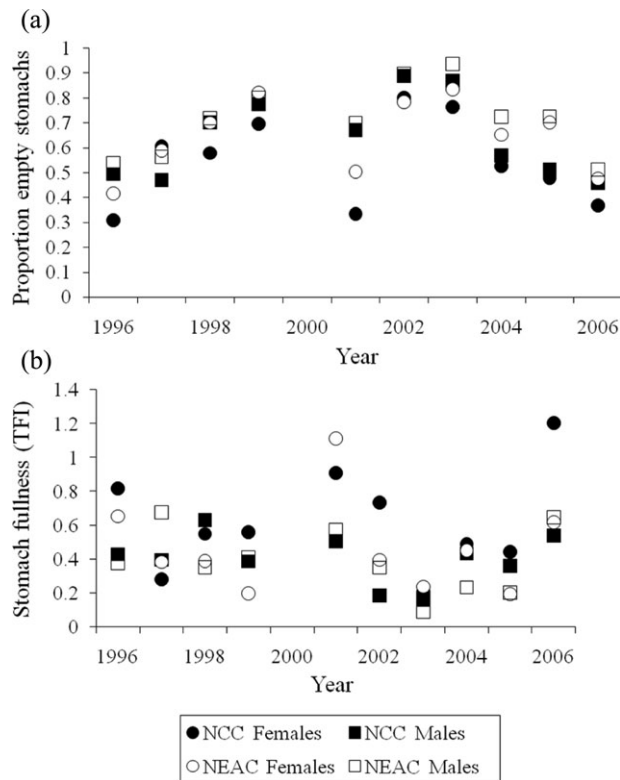 (a)
Proportion empty stomachs
1
0.9
0.8
0.7
0.6
0.5
0.4
0.3
0.2
0.1
0
1996 1998 2000 2002 2004 2006
Year
(b)
Stomach fullness (TFI)
1.4
1.2
1
0.8
0.6
0.4
0.2
0
1996 1998 2000 2002 2004 2006
Year
NCC Females NCC Males
NEAC Females NEAC Males